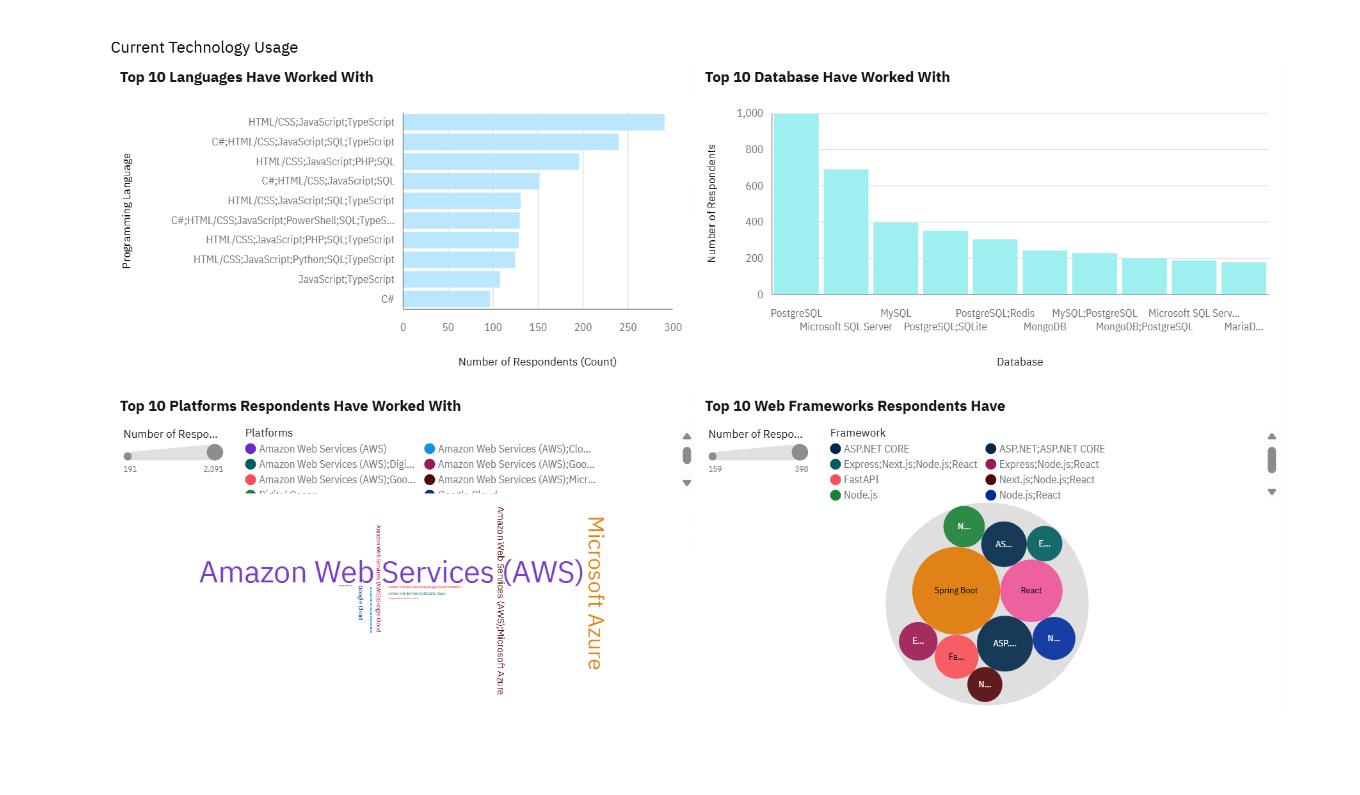 Current Technology Usage
Top 10 Languages Have Worked With
Programming Language
HTML/CSS;JavaScript;TypeScript
C#;HTML/CSS;JavaScript;SQL;TypeScript
HTML/CSS;JavaScript;PHP;SQL
C#;HTML/CSS;JavaScript;SQL
HTML/CSS;JavaScript;SQL;TypeScript
C#;HTML/CSS;JavaScript;PowerShell;SQL;TypeS...
HTML/CSS;JavaScript;PHP;SQL;TypeScript
HTML/CSS;JavaScript;Python;SQL;TypeScript
JavaScript;TypeScript
C#
0 50 100 150 200 250 300
Number of Respondents (Count)
Top 10 Database Have Worked With
Number of Respondents
1,000
800
600
400
200
0
PostgreSQL MySQL PostgreSQL;Redis MySQL;PostgreSQL Microsoft SQL Serv...
Microsoft SQL Server PostgreSQL;SQLite MongoDB MongoDB;PostgreSQL MariaD...
Database
Top 10 Platforms Respondents Have Worked With
Number of Respo...
191 2,391
Platforms
Amazon Web Services (AWS) Amazon Web Services (AWS);Clo...
Amazon Web Services (AWS);Digi... Amazon Web Services (AWS);Goo...
Amazon Web Services (AWS);Goo... Amazon Web Services (AWS);Micr...
Digital Ocean Google Cloud
Amazon Web Services (AWS)
Microsoft Azure
Amazon Web Services (AWS);Microsoft Azure
Amazon Web Services (AWS);Google Cloud
Google Cloud
Top 10 Web Frameworks Respondents Have
Number of Respo...
159 398
Framework
ASP.NET CORE ASP.NET;ASP.NET CORE
Express;Next.js;Node.js;React Express;Node.js;React
FastAPI Next.js;Node.js;React
Node.js Node.js;React
N...
AS...
E...
Spring Boot
React
E...
Fa...
ASP....
N...
N...